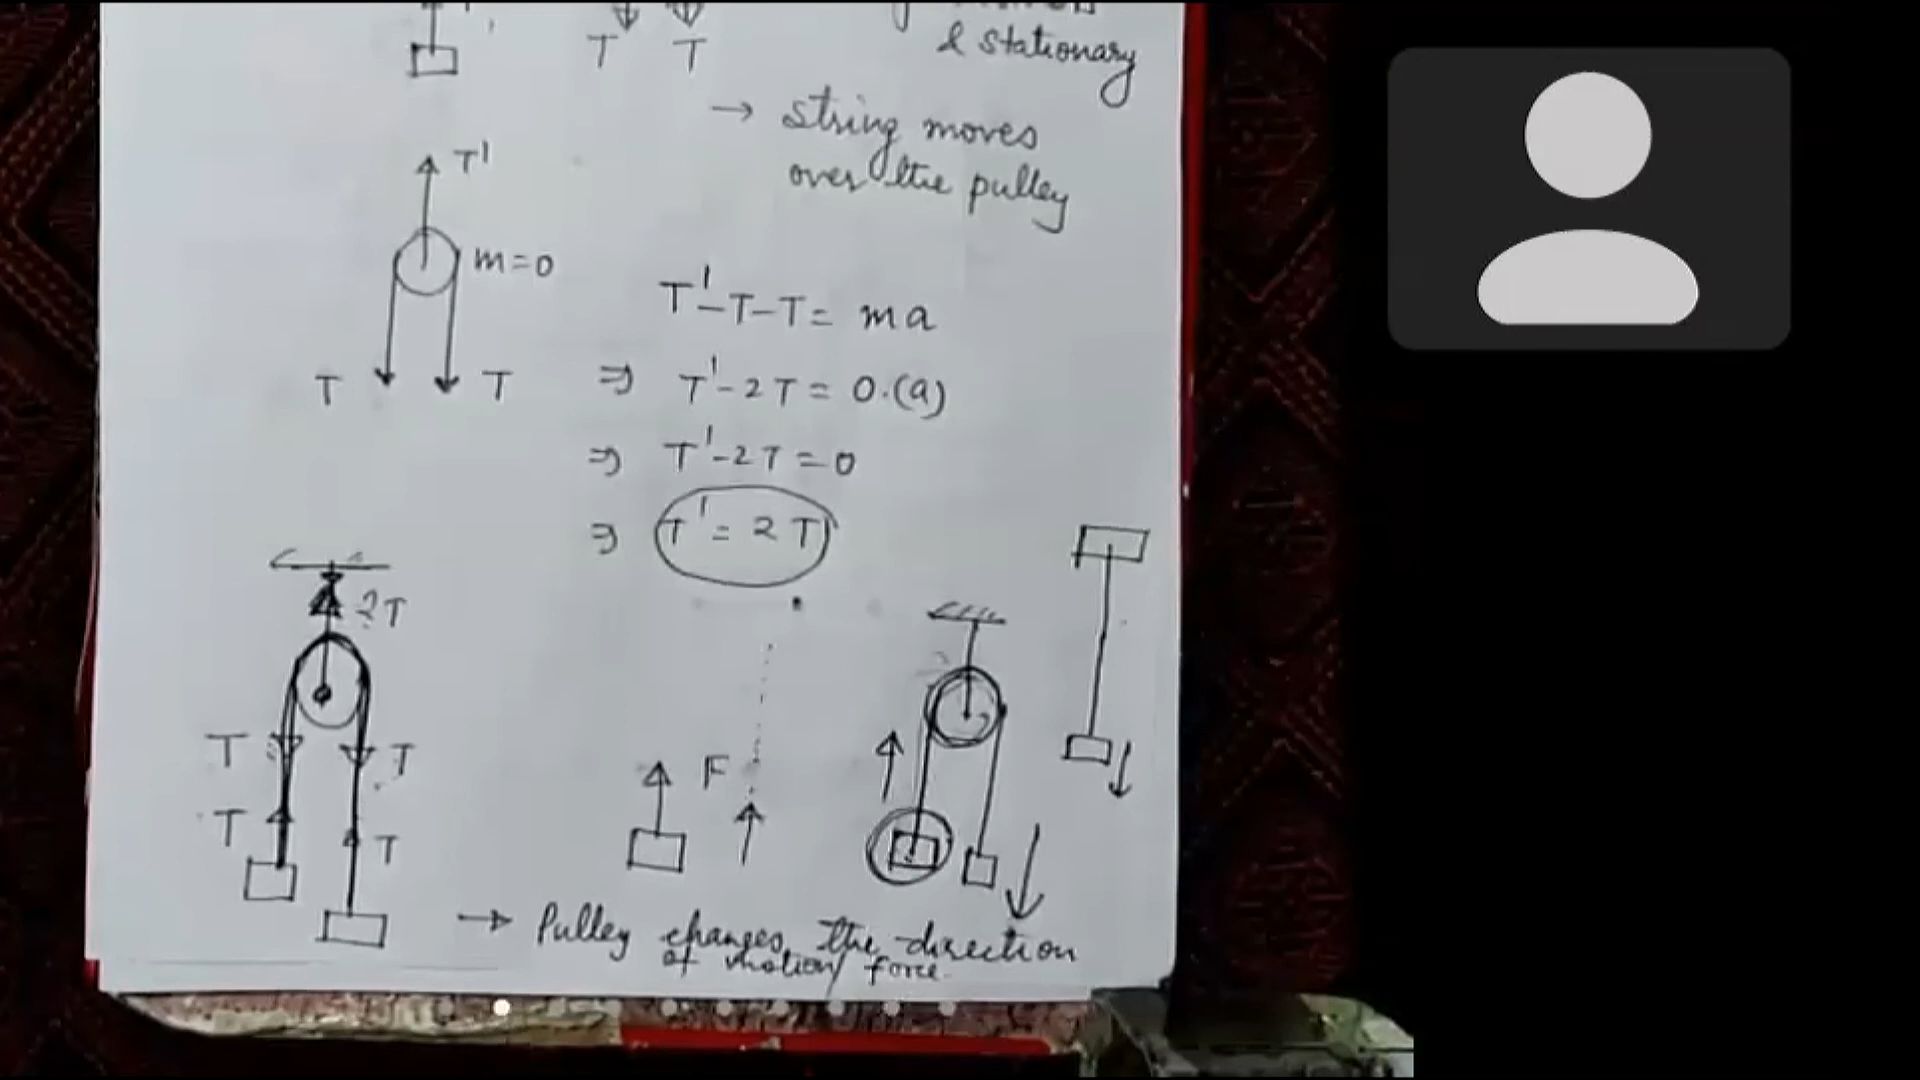 T T
& stationary
→ string moves
over the pulley
T'
m=0
T T
T'-T-T= ma
⇒ T'-2T= 0.(a)
⇒ T'-2T=0
⇒ T'= 2T
2T
T T
T T
F
→ Pulley changes the direction
of motion/ force.